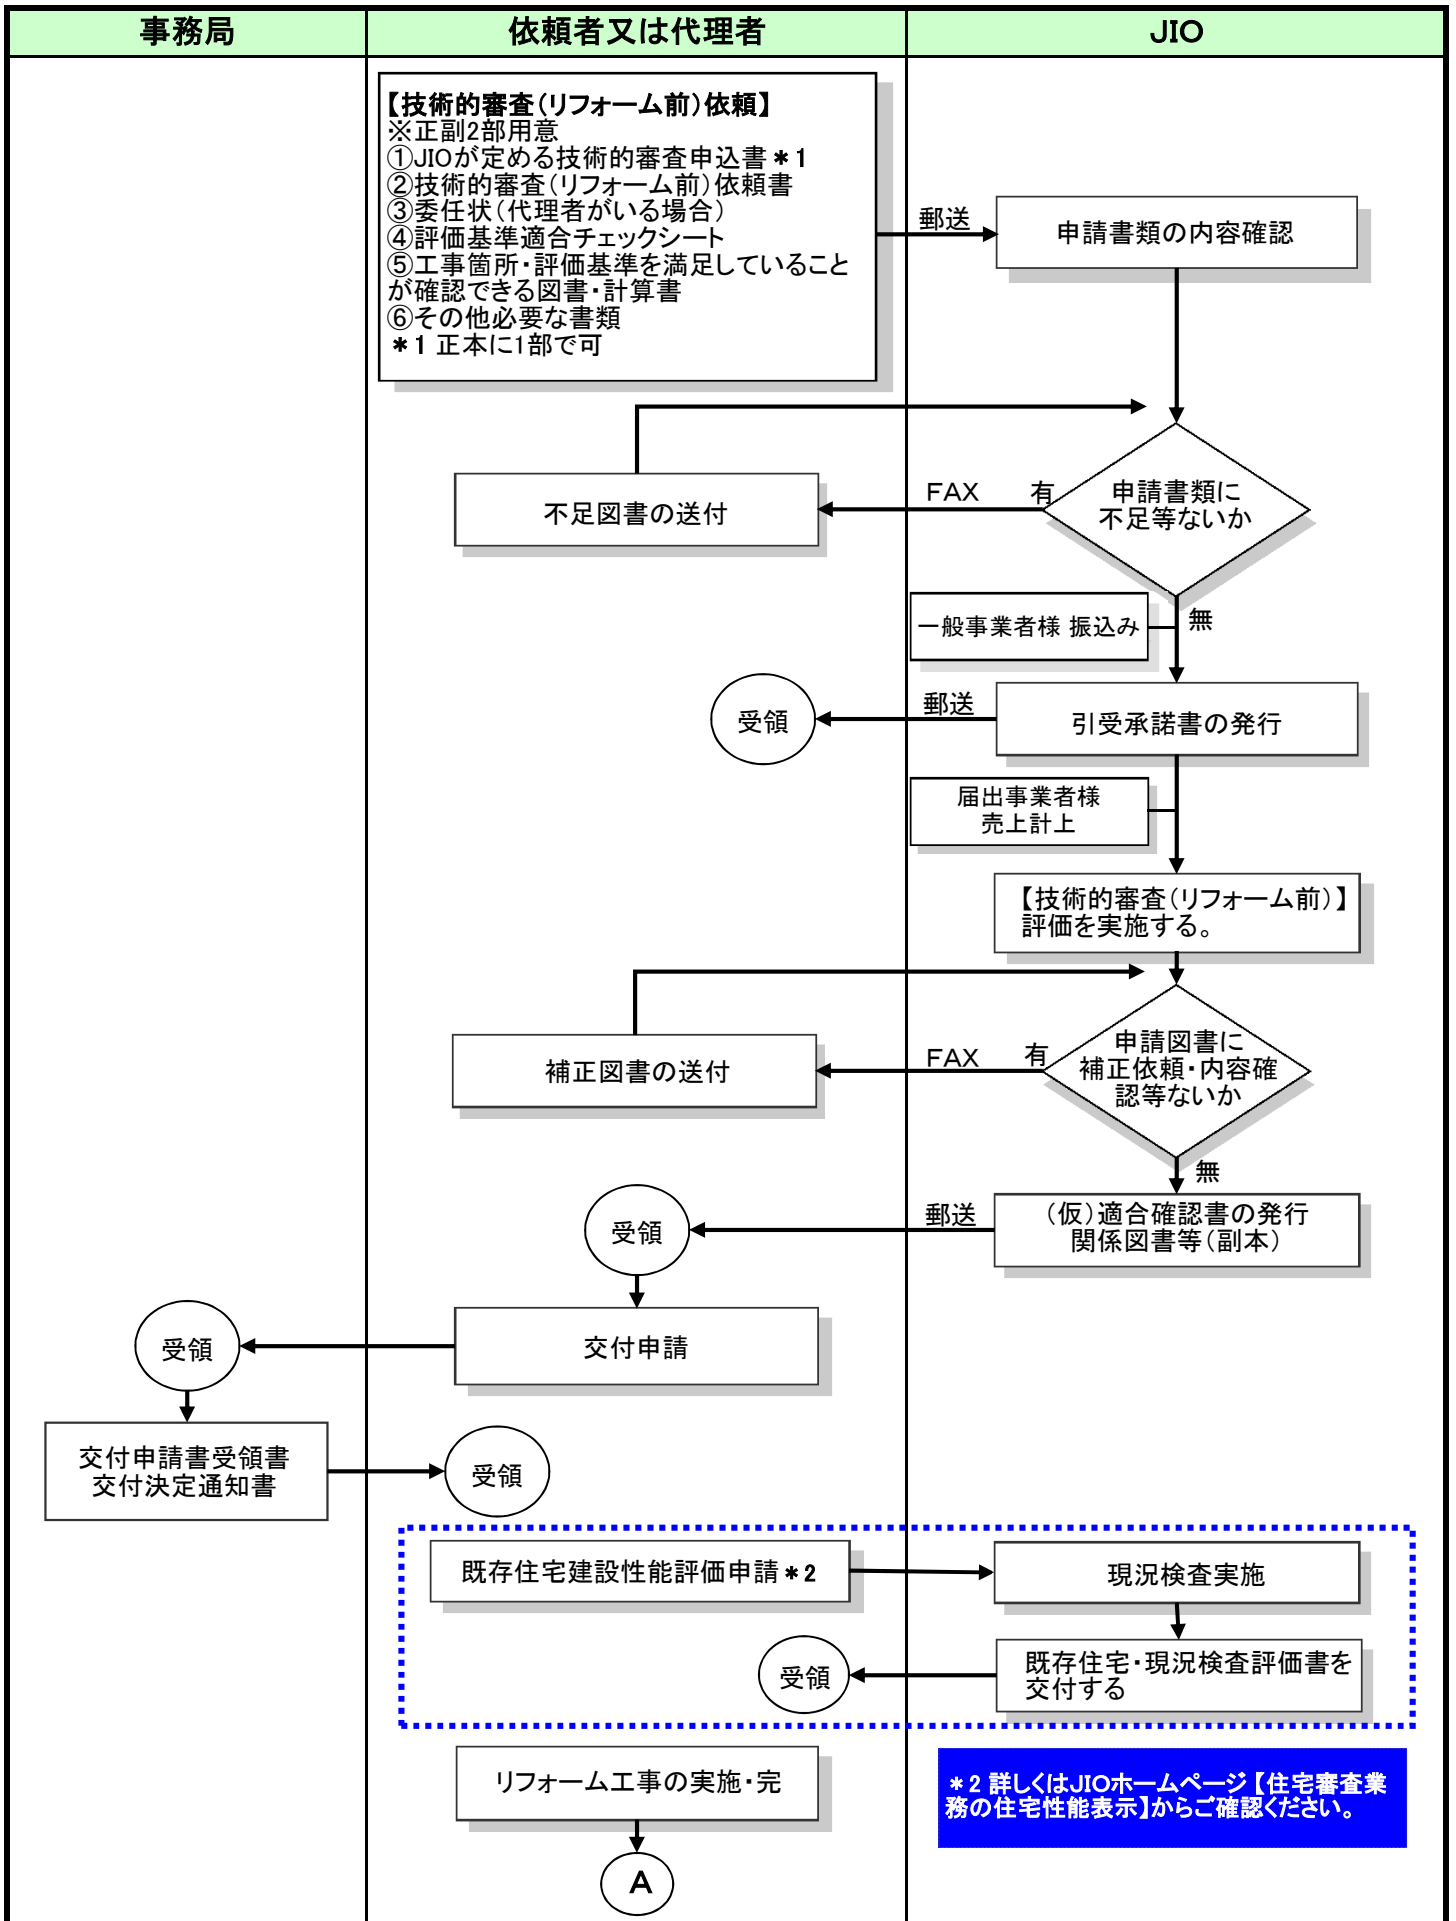 事務局
依頼者又は代理者
JIO
【技術的審査(リフォーム前)依頼】
※正副2部用意
①JIOが定める技術的審査申込書＊1
②技術的審査(リフォーム前)依頼書
③委任状(代理者がいる場合)
④評価基準適合チェックシート
⑤工事箇所・評価基準を満足していること
が確認できる図書・計算書
⑥その他必要な書類
＊1 正本に1部で可
郵送
申請書類の内容確認
不足図書の送付
FAX
有
申請書類に
不足等ないか
一般事業者様 振込み
無
受領
郵送
引受承諾書の発行
届出事業者様
売上計上
【技術的審査(リフォーム前)】
評価を実施する。
補正図書の送付
FAX
有
申請図書に
補正依頼・内容確
認等ないか
無
受領
郵送
(仮)適合確認書の発行
関係図書等(副本)
受領
交付申請
交付申請書受領書
交付決定通知書
受領
既存住宅建設性能評価申請＊2
現況検査実施
受領
既存住宅・現況検査評価書を
交付する
リフォーム工事の実施・完
＊2 詳しくはJIOホームページ【住宅審査業
務の住宅性能表示】からご確認ください。
A